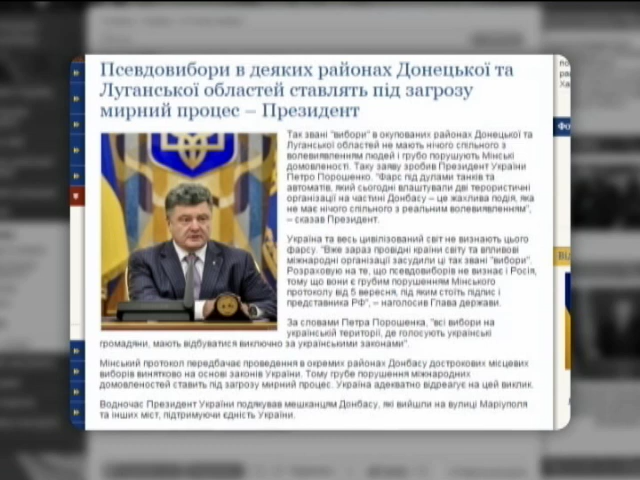 Псевдовибори в деяких районах Донецької та
Луганської областей ставлять під загрозу
мирний процес – Президент
Так звані "вибори" в окупованих районах Донецької та
Луганської областей не мають нічого спільного з
волевиявленням людей і грубо порушують Мінські
домовленості. Таку заяву зробив Президент України
Петро Порошенко. "Фарс під дулами танків та
автоматів, який сьогодні влаштували дві терористичні
організації на частині Донбасу – це жахлива подія, яка
не має нічого спільного з реальним волевиявленням",
– сказав Президент.
Україна та весь цивілізований світ не визнають цього
фарсу. "Вже зараз провідні країни світу та впливові
міжнародні організації засудили ці так звані "вибори".
Розраховую на те, що псевдовиборів не визнає і Росія,
тому що вони є грубим порушенням Мінського
протоколу від 5 вересня, під яким стоїть підпис і
представника РФ", – наголосив Глава держави.
За словами Петра Порошенка, "всі вибори на
українській території, де голосують українські
громадяни, мають відбуватися виключно за українськими законами".
Мінський протокол передбачає проведення в окремих районах Донбасу дострокових місцевих
виборів винятково на основі законів України. Тому грубе порушення міжнародних
домовленостей ставить під загрозу мирний процес. Україна адекватно відреагує на цей виклик.
Водночас Президент України подякував мешканцям Донбасу, які вийшли на вулиці Маріуполя
та інших міст, підтримуючи єдність України.